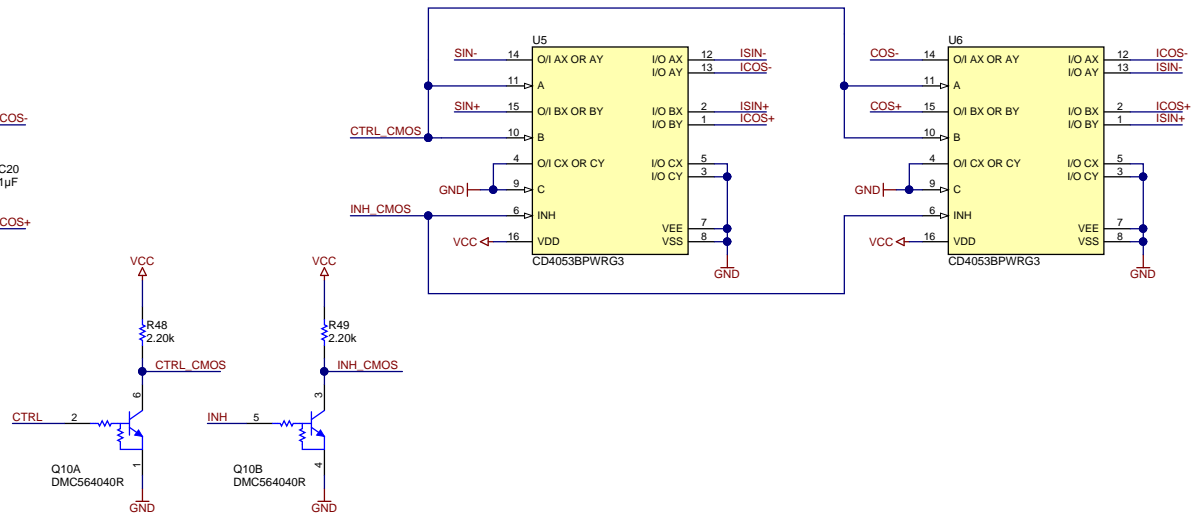 COS-
C20
1µF
COS+
U5
SIN- 14 O/I AX OR AY I/O AX 12 ISIN-
I/O AY 13 ICOS-
11 A
SIN+ 15 O/I BX OR BY I/O BX 2 ISIN+
I/O BY 1 ICOS+
CTRL_CMOS 10 B
4 O/I CX OR CY I/O CX 5
I/O CY 3
GND 9 C
INH_CMOS 6 INH
VEE 7
VCC 16 VDD VSS 8
CD4053BPWRG3
GND
U6
COS- 14 O/I AX OR AY I/O AX 12 ICOS-
I/O AY 13 ISIN-
11 A
COS+ 15 O/I BX OR BY I/O BX 2 ICOS+
I/O BY 1 ISIN+
10 B
4 O/I CX OR CY I/O CX 5
I/O CY 3
GND 9 C
6 INH
VEE 7
VCC 16 VDD VSS 8
CD4053BPWRG3
GND
VCC
R48
2.20k
CTRL_CMOS
6
CTRL 2
1
Q10A
DMC564040R
GND
VCC
R49
2.20k
INH_CMOS
3
INH 5
4
Q10B
DMC564040R
GND